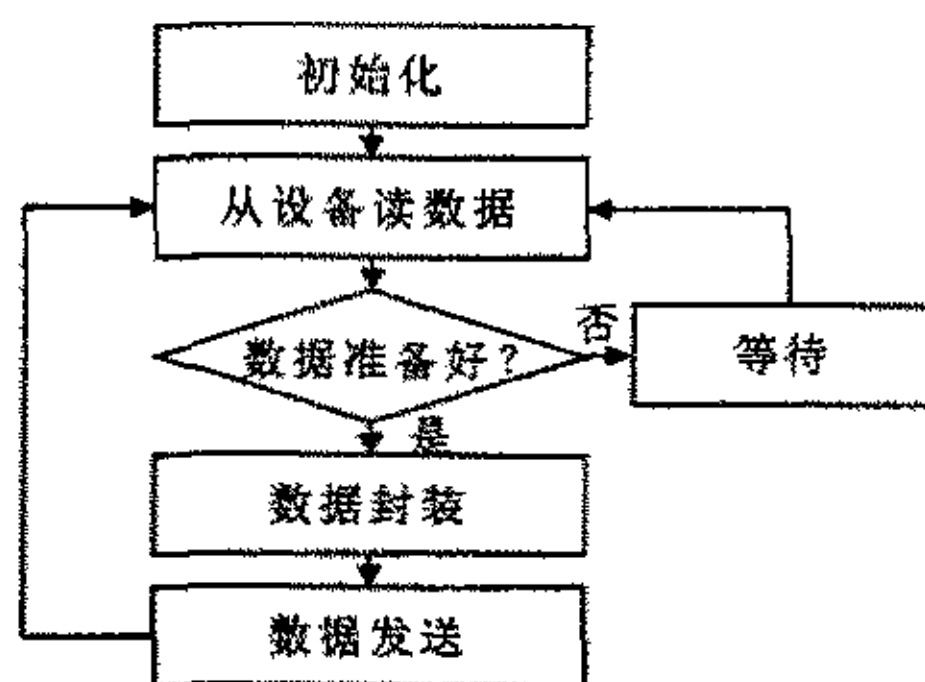 初始化
从设备读数据
数据准备好?
否
等待
是
数据封装
数据发送